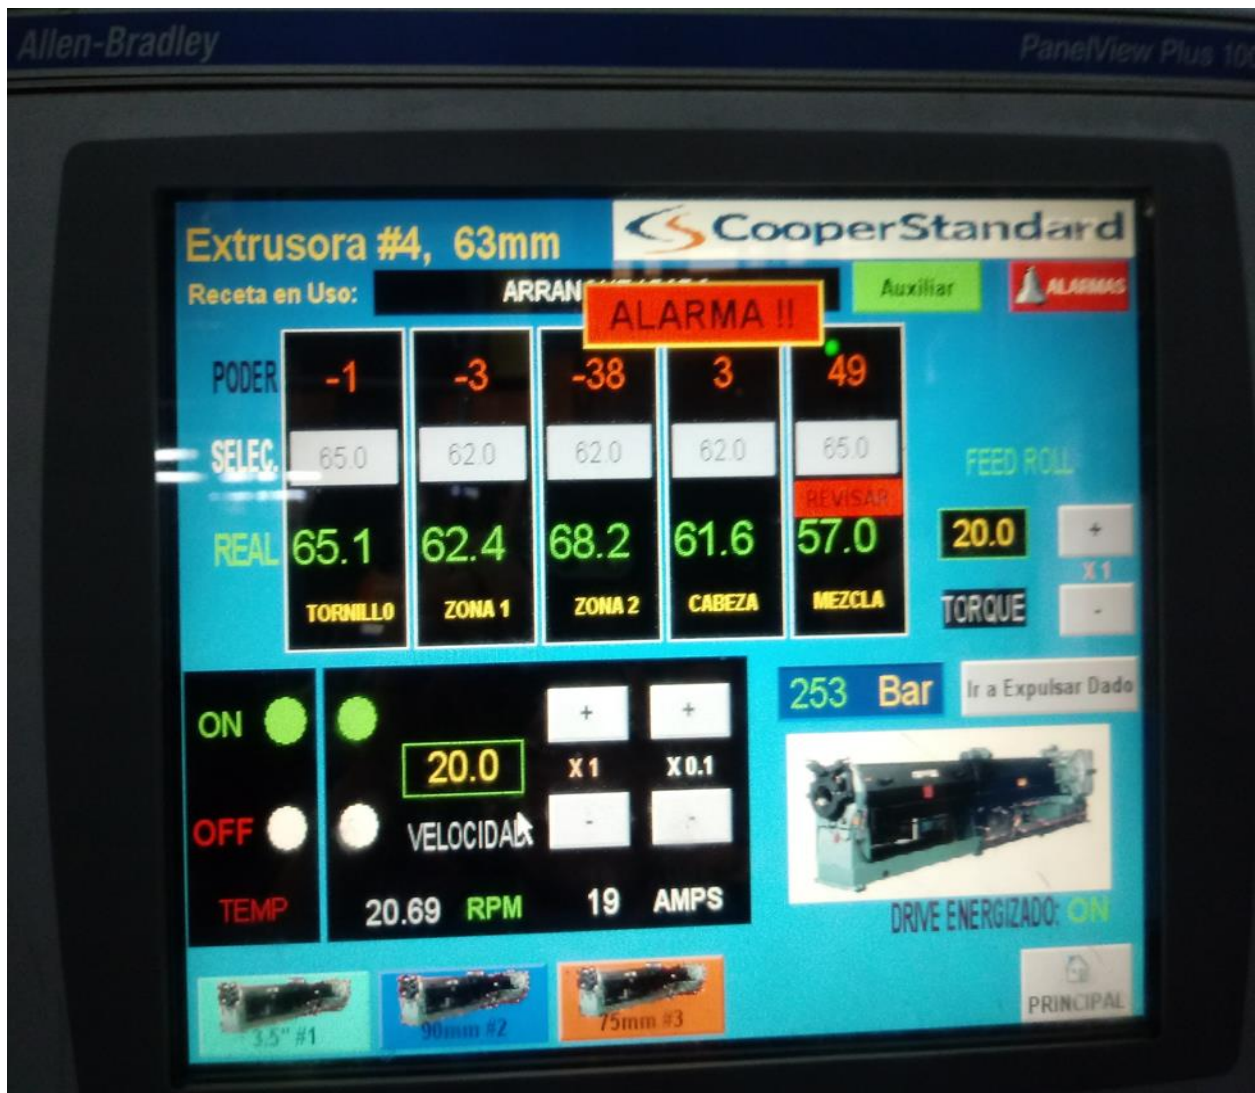 Allen-Bradley
PanelView Plus 10
CooperStandard
Extrusora #4, 63mm
Receta en Uso:
Auxiliar
ALARMAS
ALARMA !!
PODER -1 -3 -38 3 49
SELEC. 65.0 62.0 62.0 62.0 65.0
REVISAR
REAL 65.1 62.4 68.2 61.6 57.0
TORNILLO ZONA 1 ZONA 2 CABEZA MEZCLA
FEED ROLL
20.0 +
X 1
TORQUE -
253 Bar
Ir a Expulsar Dado
ON
+ +
20.0 X 1 X 0.1
OFF
VELOCIDAD - -
TEMP
20.69 RPM 19 AMPS
DRIVE ENERGIZADO: ON
3.5" #1
90mm #2
75mm #3
PRINCIPAL